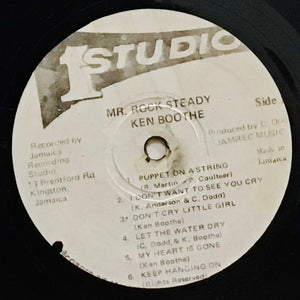 1 STUDIO
MR. ROCK STEADY
KEN BOOTHE
Recorded by
Jamaica
Recording
Studio,
13 Brentford Rd
Kingston,
Jamaica
Side
Produced by C.
JAMREC MUSIC
Made in
Jamaica
1. PUPPET ON A STRING
(B. Martin & P. Coulter)
2. I DON'T WANT TO SEE YOU CRY
(K. Anderson & C. Dodd)
3. DON'T CRY LITTLE GIRL
(Ken Boothe)
4. LET THE WATER DRY
(C. Dodd, & K. Boothe)
5. MY HEART IS GONE
(Ken Boothe)
6. KEEP HANGING ON
(Rights Reserved)